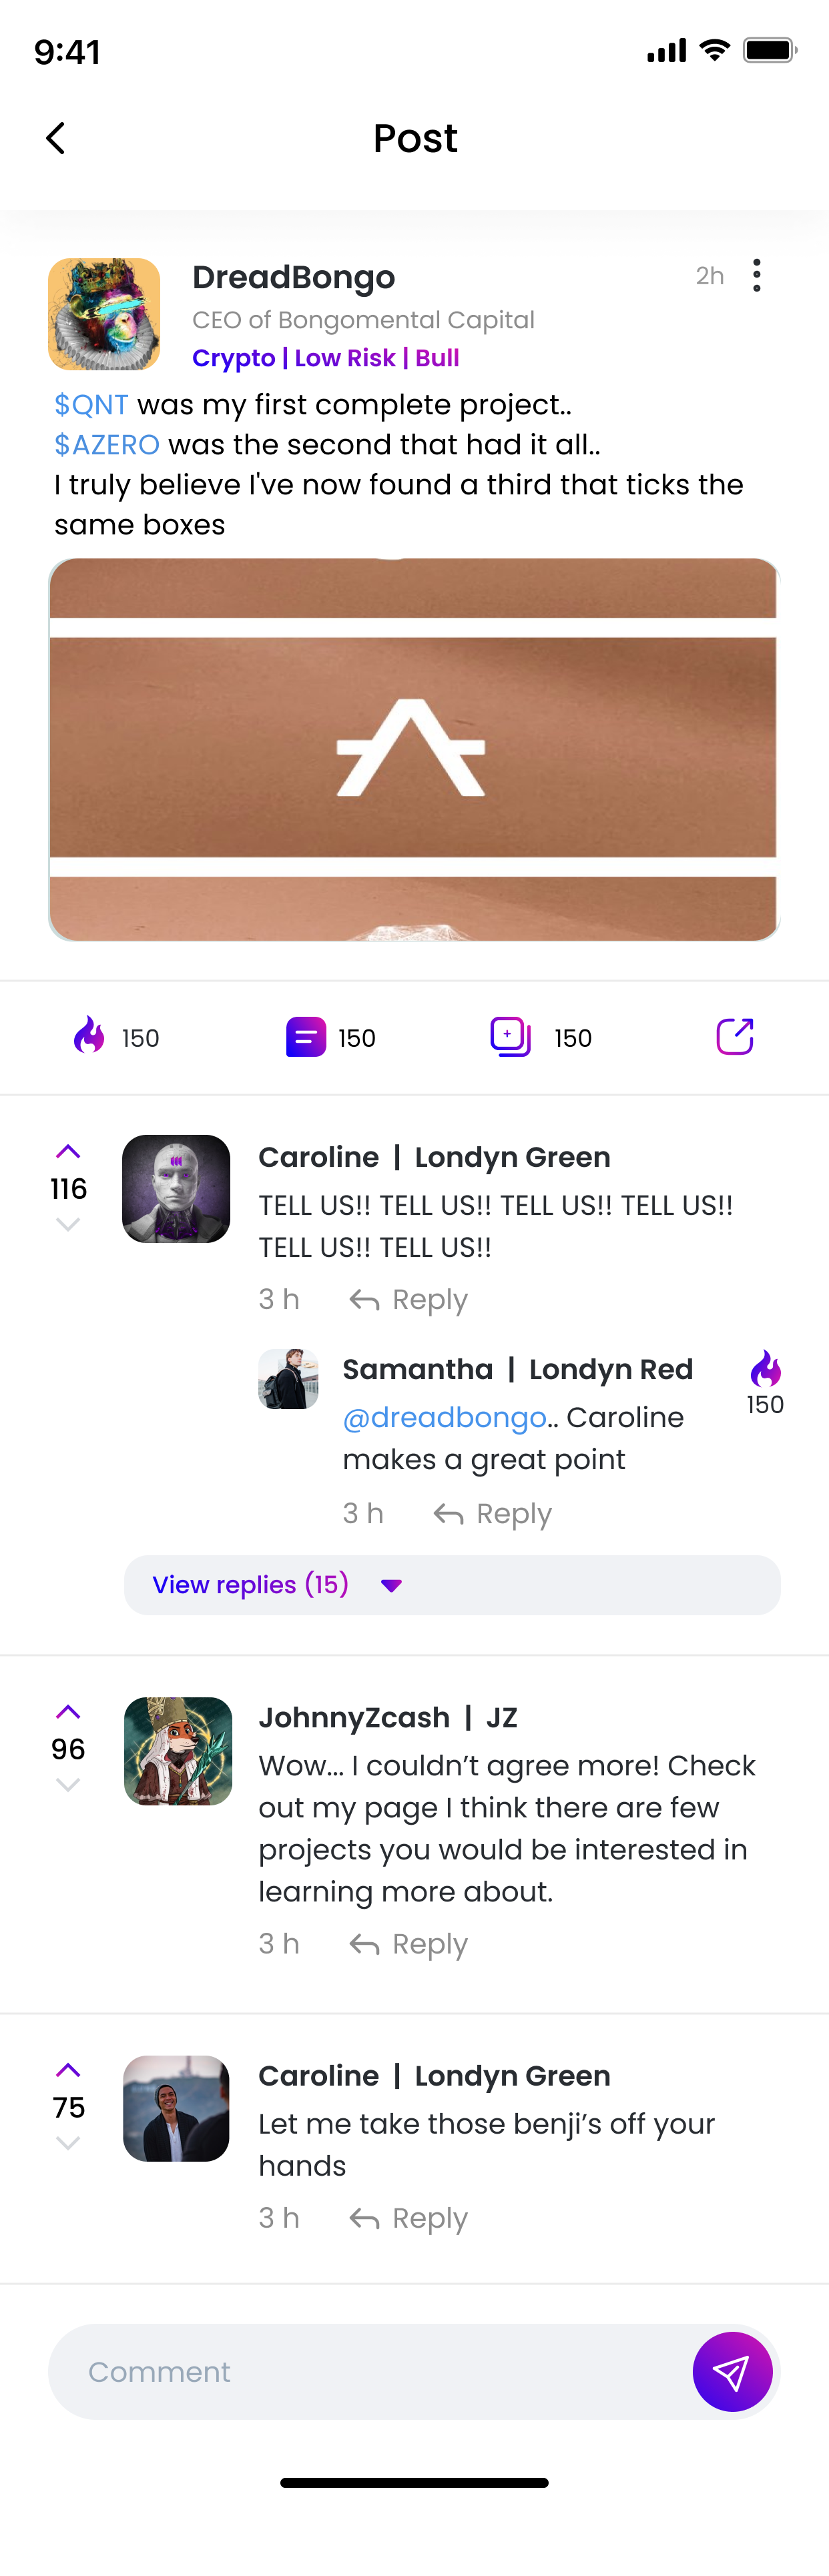 9:41
Post
DreadBongo
2h
CEO of Bongomental Capital
Crypto | Low Risk | Bull
$QNT was my first complete project..
$AZERO was the second that had it all..
I truly believe I've now found a third that ticks the
same boxes
150
150
150
116
Caroline | Londyn Green
TELL US!! TELL US!! TELL US!! TELL US!!
TELL US!! TELL US!!
3 h
Reply
Samantha | Londyn Red
150
@dreadbongo.. Caroline
makes a great point
3 h
Reply
View replies (15)
96
JohnnyZcash | JZ
Wow... I couldn’t agree more! Check
out my page I think there are few
projects you would be interested in
learning more about.
3 h
Reply
75
Caroline | Londyn Green
Let me take those benji’s off your
hands
3 h
Reply
Comment